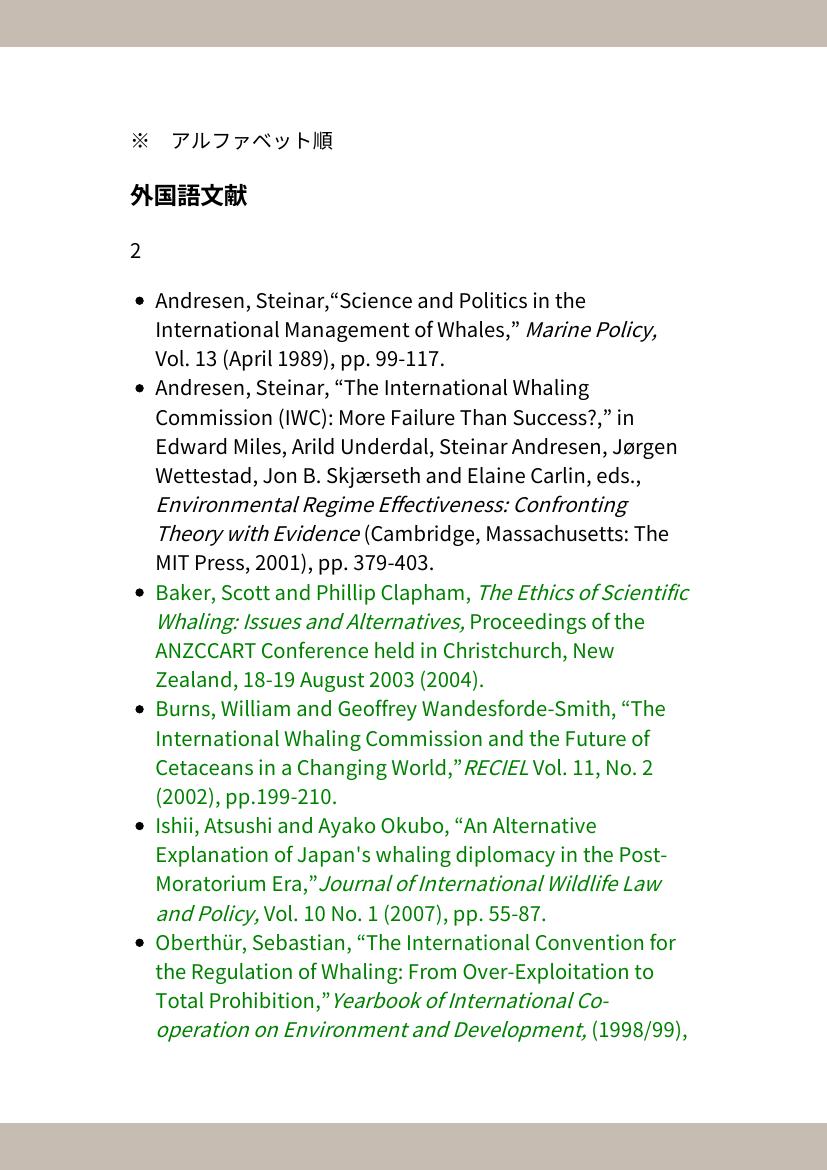 ※　アルファベット順
外国語文献
2
• Andresen, Steinar,“Science and Politics in the
International Management of Whales,” Marine Policy,
Vol. 13 (April 1989), pp. 99-117.
• Andresen, Steinar, “The International Whaling
Commission (IWC): More Failure Than Success?,” in
Edward Miles, Arild Underdal, Steinar Andresen, Jørgen
Wettestad, Jon B. Skjærseth and Elaine Carlin, eds.,
Environmental Regime Effectiveness: Confronting
Theory with Evidence (Cambridge, Massachusetts: The
MIT Press, 2001), pp. 379-403.
• Baker, Scott and Phillip Clapham, The Ethics of Scientific
Whaling: Issues and Alternatives, Proceedings of the
ANZCCART Conference held in Christchurch, New
Zealand, 18-19 August 2003 (2004).
• Burns, William and Geoffrey Wandesforde-Smith, “The
International Whaling Commission and the Future of
Cetaceans in a Changing World,”RECIEL Vol. 11, No. 2
(2002), pp.199-210.
• Ishii, Atsushi and Ayako Okubo, “An Alternative
Explanation of Japan's whaling diplomacy in the Post-
Moratorium Era,”Journal of International Wildlife Law
and Policy, Vol. 10 No. 1 (2007), pp. 55-87.
• Oberthür, Sebastian, “The International Convention for
the Regulation of Whaling: From Over-Exploitation to
Total Prohibition,”Yearbook of International Co-
operation on Environment and Development, (1998/99),